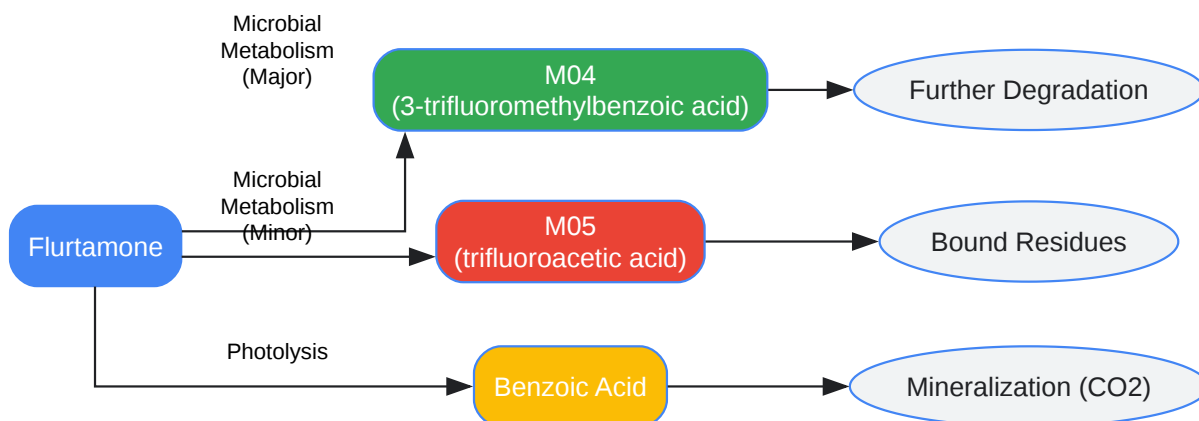 Microbial
Metabolism
(Major)
M04
(3-trifluoromethylbenzoic acid)
Further Degradation
Microbial
Metabolism
(Minor)
Flurtamone
M05
(trifluoroacetic acid)
Bound Residues
Photolysis
Benzoic Acid
Mineralization (CO2)